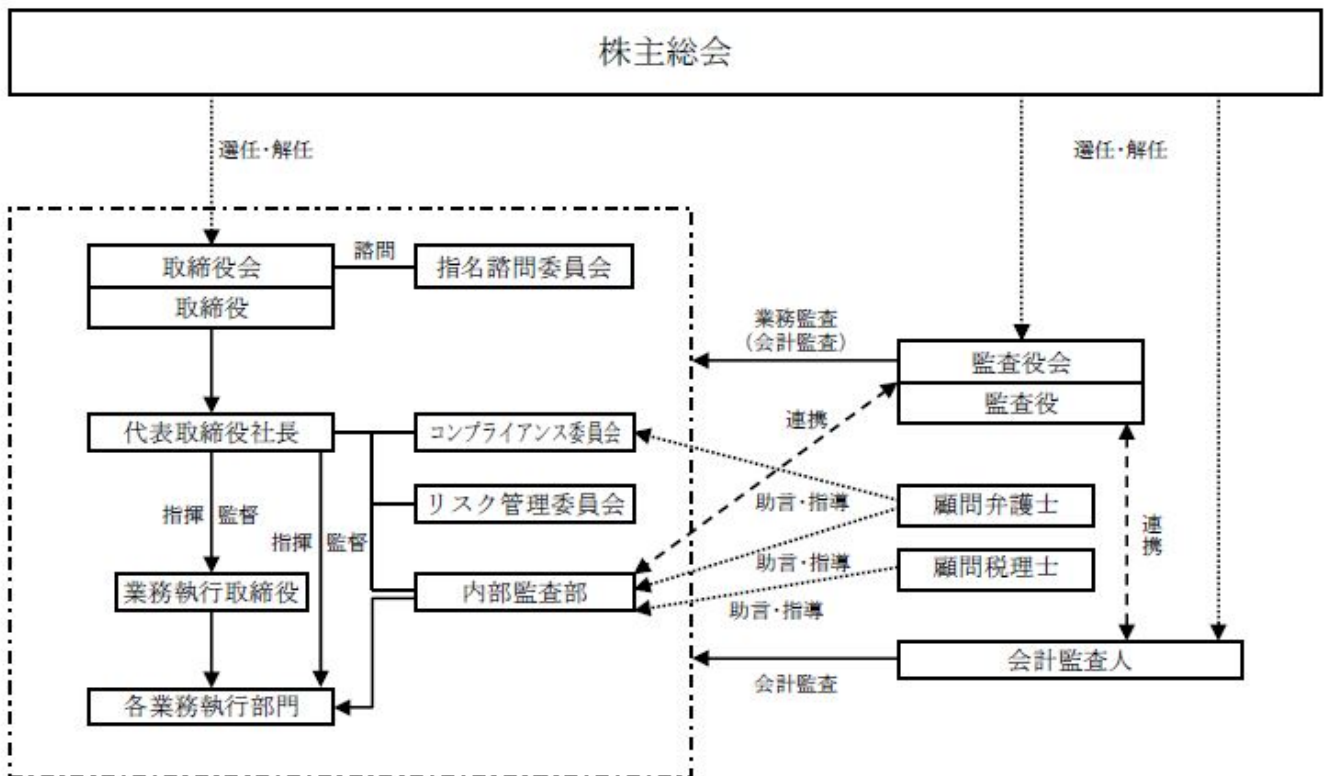 株主総会
選任・解任
選任・解任
取締役会
諮問
指名諮問委員会
取締役
業務監査
（会計監査）
監査役会
監査役
代表取締役社長
コンプライアンス委員会
連携
リスク管理委員会
助言・指導
顧問弁護士
指揮 監督
指揮 監督
連携
業務執行取締役
内部監査部
助言・指導
顧問税理士
助言・指導
会計監査人
会計監査
各業務執行部門